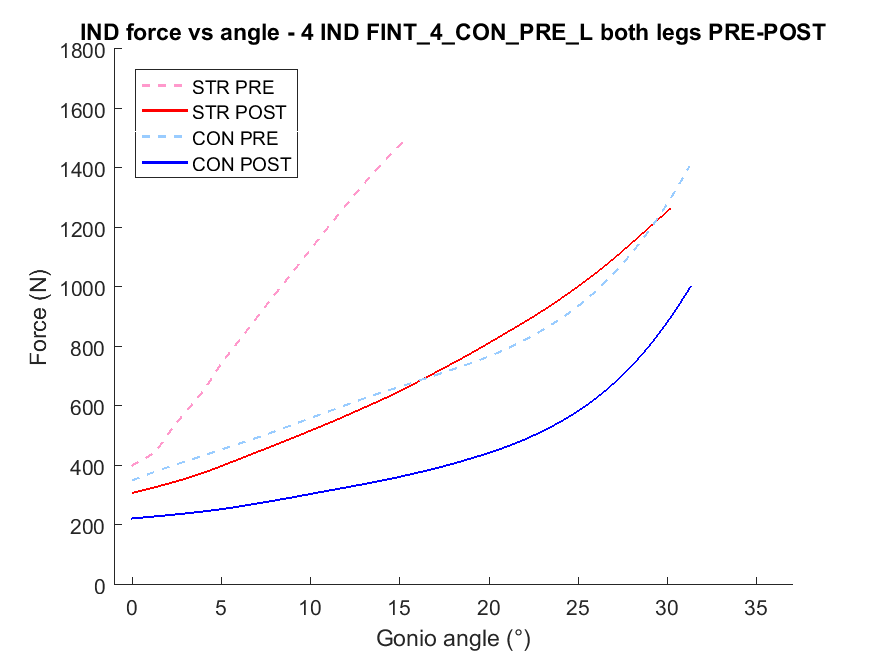 IND force vs angle - 4 IND FINT_4_CON_PRE_L both legs PRE-POST
1800
1600
1400
1200
1000
800
600
400
200
0
Force (N)
STR PRE
STR POST
CON PRE
CON POST
0 5 10 15 20 25 30 35
Gonio angle (°)